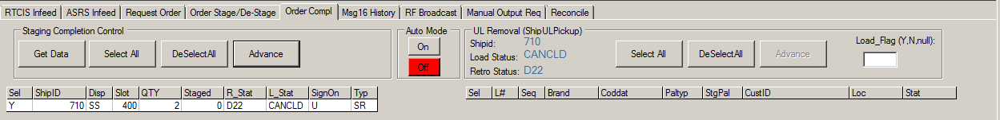 RTCIS Infeed ASRS Infeed Request Order Order Stage/De-Stage Order Compl Msg16 History RF Broadcast Manual Output Req Reconcile
Staging Completion Control
Get Data Select All DeSelectAll Advance
Auto Mode
On
Off
UL Removal (ShipULPickup)
Shipid: 710
Load Status: CANCLD
Retro Status: D22
Select All DeSelectAll Advance
Load_Flag (Y,N,null):
Sel ShipID Disp Slot QTY Staged R_Stat L_Stat SignOn Typ
Y 710 SS 400 2 0 D22 CANCLD U SR
Sel L# Seq Brand Coddat Paltyp StgPal CustID Loc Stat